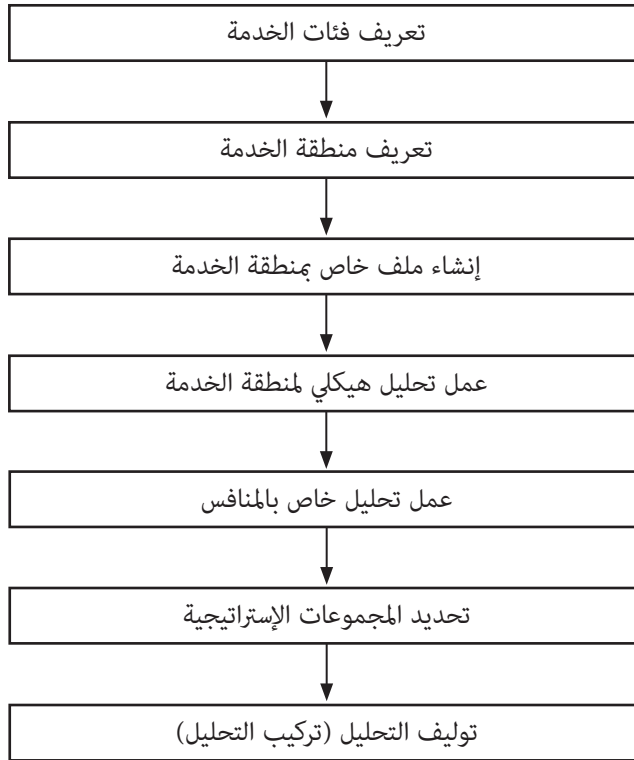 تعريف فئات الخدمة
تعريف منطقة الخدمة
إنشاء ملف خاص بمنطقة الخدمة
عمل تحليل هيكلي لمنطقة الخدمة
عمل تحليل خاص بالمنافس
تحديد المجموعات الإستراتيجية
توليف التحليل (تركيب التحليل)